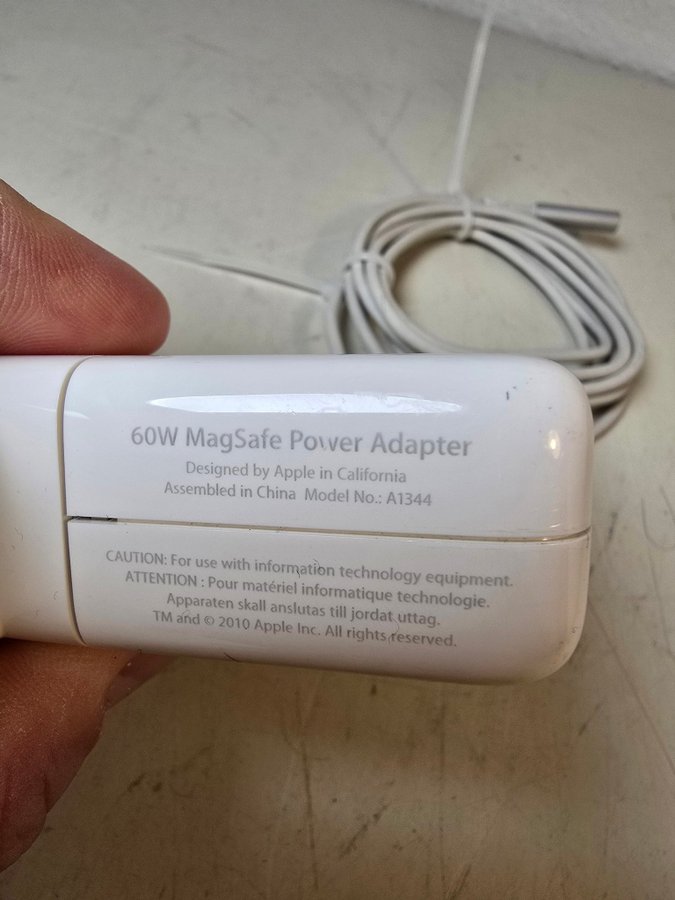 60W MagSafe Power Adapter
Designed by Apple in California
Assembled in China Model No.: A1344
CAUTION: For use with information technology equipment.
ATTENTION : Pour matériel informatique technologie.
Apparaten skall anslutas till jordat uttag.
TM and © 2010 Apple Inc. All rights reserved.